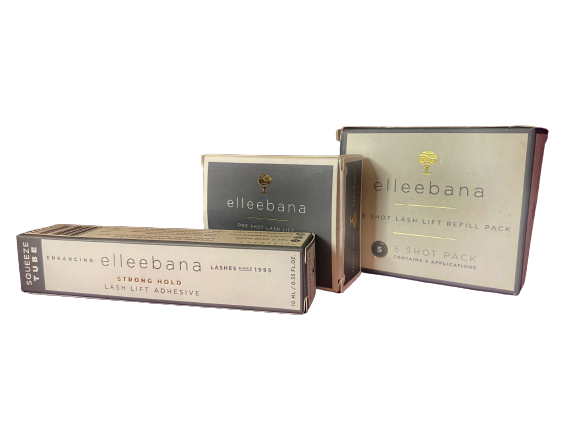 SQUEEZE
TUBE
ENHANCING elleebana LASHES SINCE 1995
STRONG HOLD
LASH LIFT ADHESIVE
10 ML / 0.33 FL.OZ
elleebana
ONE SHOT LASH LIFT
elleebana
SHOT LASH LIFT REFILL PACK
5 5 SHOT PACK
CONTAINS 5 APPLICATIONS